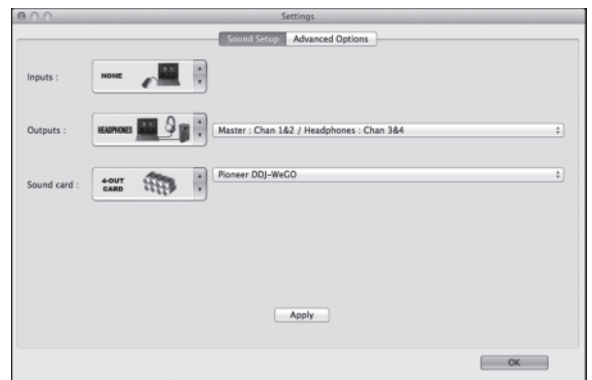 Settings
Sound Setup Advanced Options
Inputs : NONE
Outputs : HEADPHONES Master : Chan 1&2 / Headphones : Chan 3&4
Sound card : 4-OUT CARD Pioneer DDJ-WeGO
Apply
OK